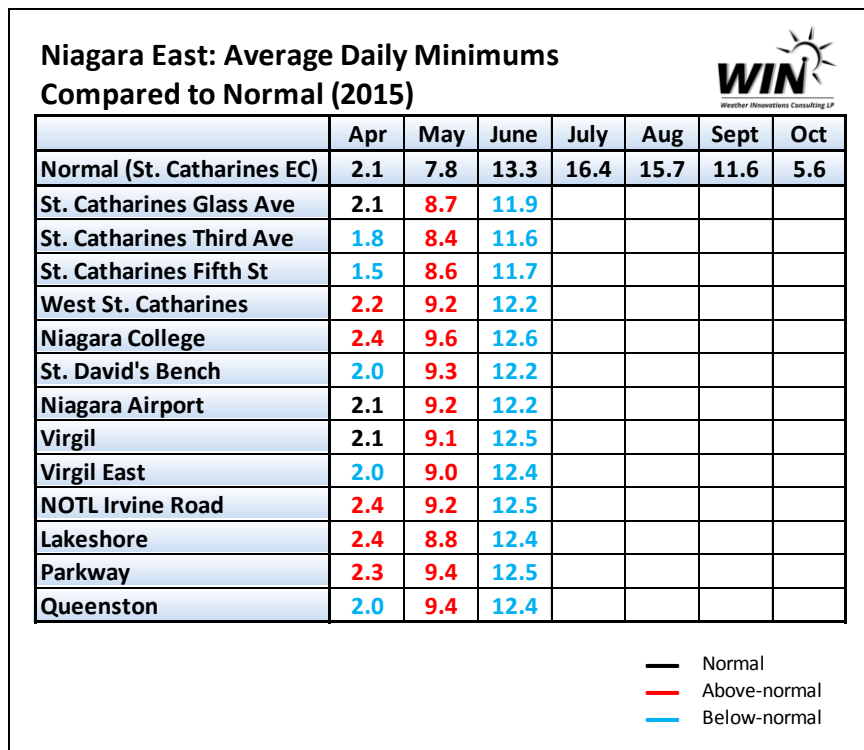 Niagara East: Average Daily Minimums
Compared to Normal (2015)
WIN
Weather INnovations Consulting LP
Apr May June July Aug Sept Oct
Normal (St. Catharines EC) 2.1 7.8 13.3 16.4 15.7 11.6 5.6
St. Catharines Glass Ave 2.1 8.7 11.9
St. Catharines Third Ave 1.8 8.4 11.6
St. Catharines Fifth St 1.5 8.6 11.7
West St. Catharines 2.2 9.2 12.2
Niagara College 2.4 9.6 12.6
St. David's Bench 2.0 9.3 12.2
Niagara Airport 2.1 9.2 12.2
Virgil 2.1 9.1 12.5
Virgil East 2.0 9.0 12.4
NOTL Irvine Road 2.4 9.2 12.5
Lakeshore 2.4 8.8 12.4
Parkway 2.3 9.4 12.5
Queenston 2.0 9.4 12.4
Normal
Above-normal
Below-normal